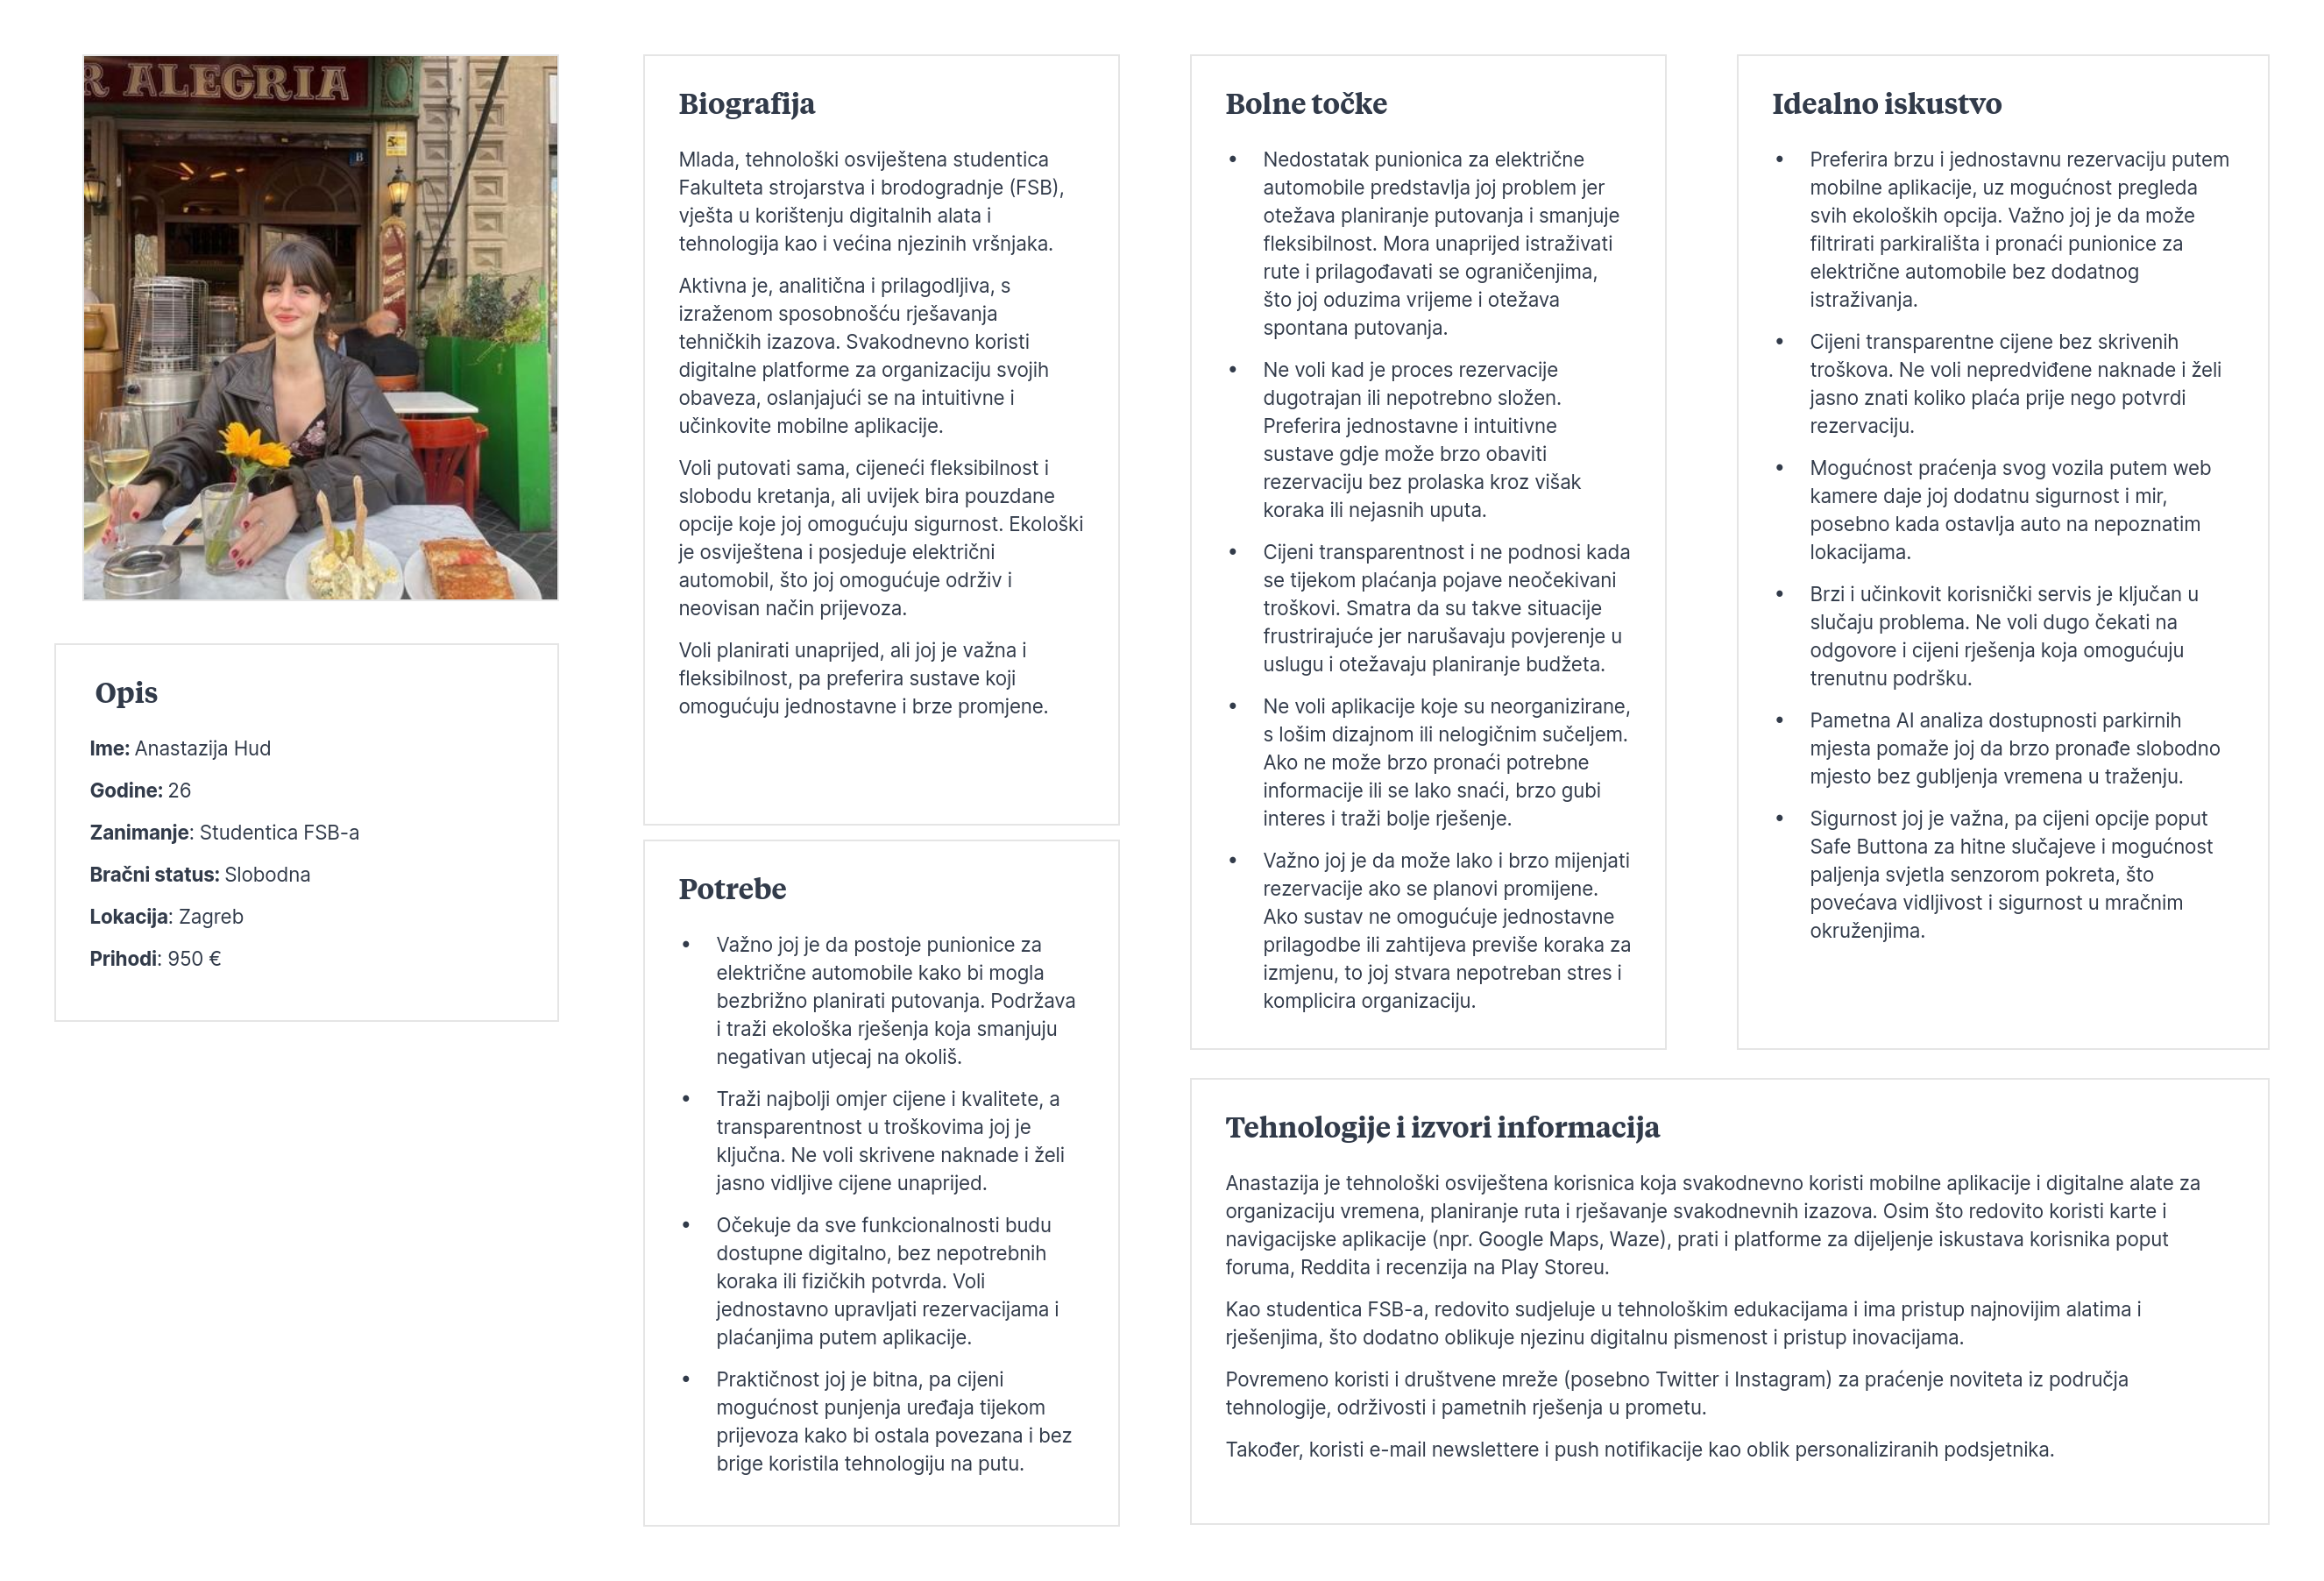 R ALEGRIA
B
Opis
Ime: Anastazija Hud
Godine: 26
Zanimanje: Studentica FSB-a
Bračni status: Slobodna
Lokacija: Zagreb
Prihodi: 950 €
Biografija
Mlada, tehnološki osviještena studentica
Fakulteta strojarstva i brodogradnje (FSB),
vješta u korištenju digitalnih alata i
tehnologija kao i većina njezinih vršnjaka.
Aktivna je, analitična i prilagodljiva, s
izraženom sposobnošću rješavanja
tehničkih izazova. Svakodnevno koristi
digitalne platforme za organizaciju svojih
obaveza, oslanjajući se na intuitivne i
učinkovite mobilne aplikacije.
Voli putovati sama, cijeneći fleksibilnost i
slobodu kretanja, ali uvijek bira pouzdane
opcije koje joj omogućuju sigurnost. Ekološki
je osviještena i posjeduje električni
automobil, što joj omogućuje održiv i
neovisan način prijevoza.
Voli planirati unaprijed, ali joj je važna i
fleksibilnost, pa preferira sustave koji
omogućuju jednostavne i brze promjene.
Potrebe
• Važno joj je da postoje punionice za
električne automobile kako bi mogla
bezbrižno planirati putovanja. Podržava
i traži ekološka rješenja koja smanjuju
negativan utjecaj na okoliš.
• Traži najbolji omjer cijene i kvalitete, a
transparentnost u troškovima joj je
ključna. Ne voli skrivene naknade i želi
jasno vidljive cijene unaprijed.
• Očekuje da sve funkcionalnosti budu
dostupne digitalno, bez nepotrebnih
koraka ili fizičkih potvrda. Voli
jednostavno upravljati rezervacijama i
plaćanjima putem aplikacije.
• Praktičnost joj je bitna, pa cijeni
mogućnost punjenja uređaja tijekom
prijevoza kako bi ostala povezana i bez
brige koristila tehnologiju na putu.
Bolne točke
• Nedostatak punionica za električne
automobile predstavlja joj problem jer
otežava planiranje putovanja i smanjuje
fleksibilnost. Mora unaprijed istraživati
rute i prilagođavati se ograničenjima,
što joj oduzima vrijeme i otežava
spontana putovanja.
• Ne voli kad je proces rezervacije
dugotrajan ili nepotrebno složen.
Preferira jednostavne i intuitivne
sustave gdje može brzo obaviti
rezervaciju bez prolaska kroz višak
koraka ili nejasnih uputa.
• Cijeni transparentnost i ne podnosi kada
se tijekom plaćanja pojave neočekivani
troškovi. Smatra da su takve situacije
frustrirajuće jer narušavaju povjerenje u
uslugu i otežavaju planiranje budžeta.
• Ne voli aplikacije koje su neorganizirane,
s lošim dizajnom ili nelogičnim sučeljem.
Ako ne može brzo pronaći potrebne
informacije ili se lako snaći, brzo gubi
interes i traži bolje rješenje.
• Važno joj je da može lako i brzo mijenjati
rezervacije ako se planovi promijene.
Ako sustav ne omogućuje jednostavne
prilagodbe ili zahtijeva previše koraka za
izmjenu, to joj stvara nepotreban stres i
komplicira organizaciju.
Idealno iskustvo
• Preferira brzu i jednostavnu rezervaciju putem
mobilne aplikacije, uz mogućnost pregleda
svih ekoloških opcija. Važno joj je da može
filtrirati parkirališta i pronaći punionice za
električne automobile bez dodatnog
istraživanja.
• Cijeni transparentne cijene bez skrivenih
troškova. Ne voli nepredviđene naknade i želi
jasno znati koliko plaća prije nego potvrdi
rezervaciju.
• Mogućnost praćenja svog vozila putem web
kamere daje joj dodatnu sigurnost i mir,
posebno kada ostavlja auto na nepoznatim
lokacijama.
• Brzi i učinkovit korisnički servis je ključan u
slučaju problema. Ne voli dugo čekati na
odgovore i cijeni rješenja koja omogućuju
trenutnu podršku.
• Pametna AI analiza dostupnosti parkirnih
mjesta pomaže joj da brzo pronađe slobodno
mjesto bez gubljenja vremena u traženju.
• Sigurnost joj je važna, pa cijeni opcije poput
Safe Buttona za hitne slučajeve i mogućnost
paljenja svjetla senzorom pokreta, što
povećava vidljivost i sigurnost u mračnim
okruženjima.
Tehnologije i izvori informacija
Anastazija je tehnološki osviještena korisnica koja svakodnevno koristi mobilne aplikacije i digitalne alate za
organizaciju vremena, planiranje ruta i rješavanje svakodnevnih izazova. Osim što redovito koristi karte i
navigacijske aplikacije (npr. Google Maps, Waze), prati i platforme za dijeljenje iskustava korisnika poput
foruma, Reddita i recenzija na Play Storeu.
Kao studentica FSB-a, redovito sudjeluje u tehnološkim edukacijama i ima pristup najnovijim alatima i
rješenjima, što dodatno oblikuje njezinu digitalnu pismenost i pristup inovacijama.
Povremeno koristi i društvene mreže (posebno Twitter i Instagram) za praćenje noviteta iz područja
tehnologije, održivosti i pametnih rješenja u prometu.
Također, koristi e-mail newslettere i push notifikacije kao oblik personaliziranih podsjetnika.